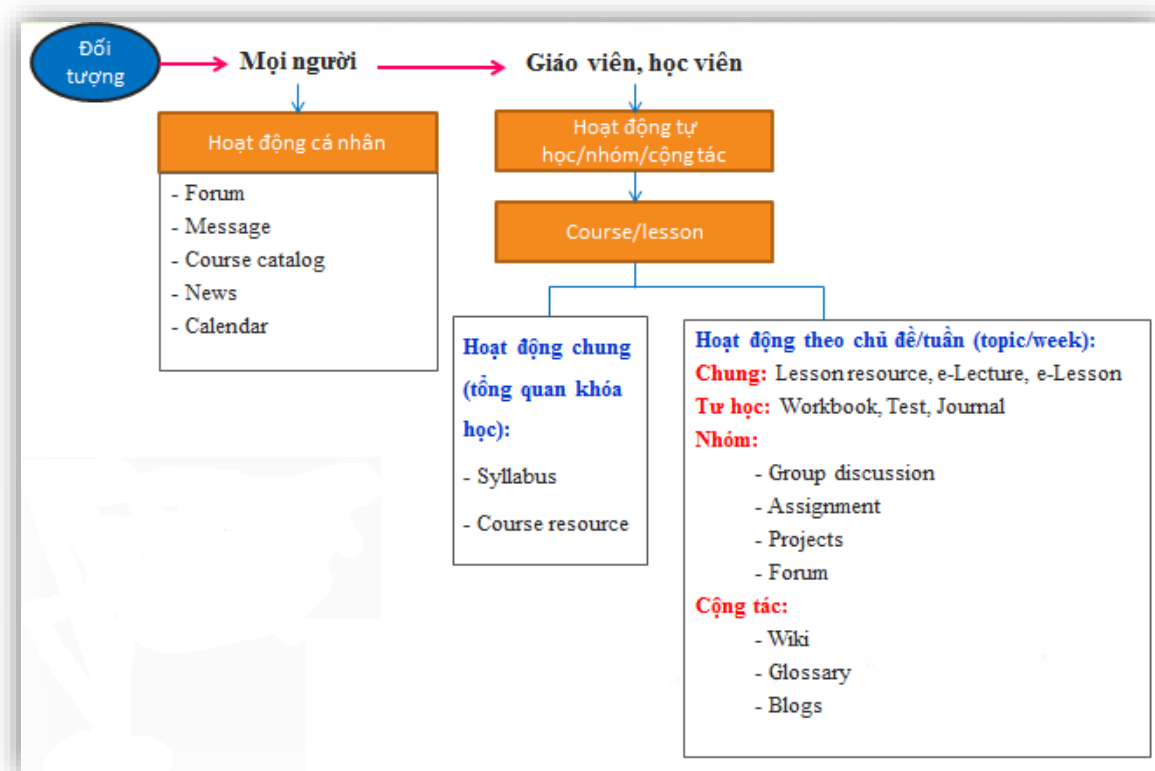 Đối
tượng
Mọi người
Giáo viên, học viên
Hoạt động cá nhân
- Forum
- Message
- Course catalog
- News
- Calendar
Hoạt động tự
học/nhóm/cộng tác
Course/lesson
Hoạt động chung
(tổng quan khóa
học):
- Syllabus
- Course resource
Hoạt động theo chủ đề/tuần (topic/week):
Chung: Lesson resource, e-Lecture, e-Lesson
Tự học: Workbook, Test, Journal
Nhóm:
- Group discussion
- Assignment
- Projects
- Forum
Cộng tác:
- Wiki
- Glossary
- Blogs